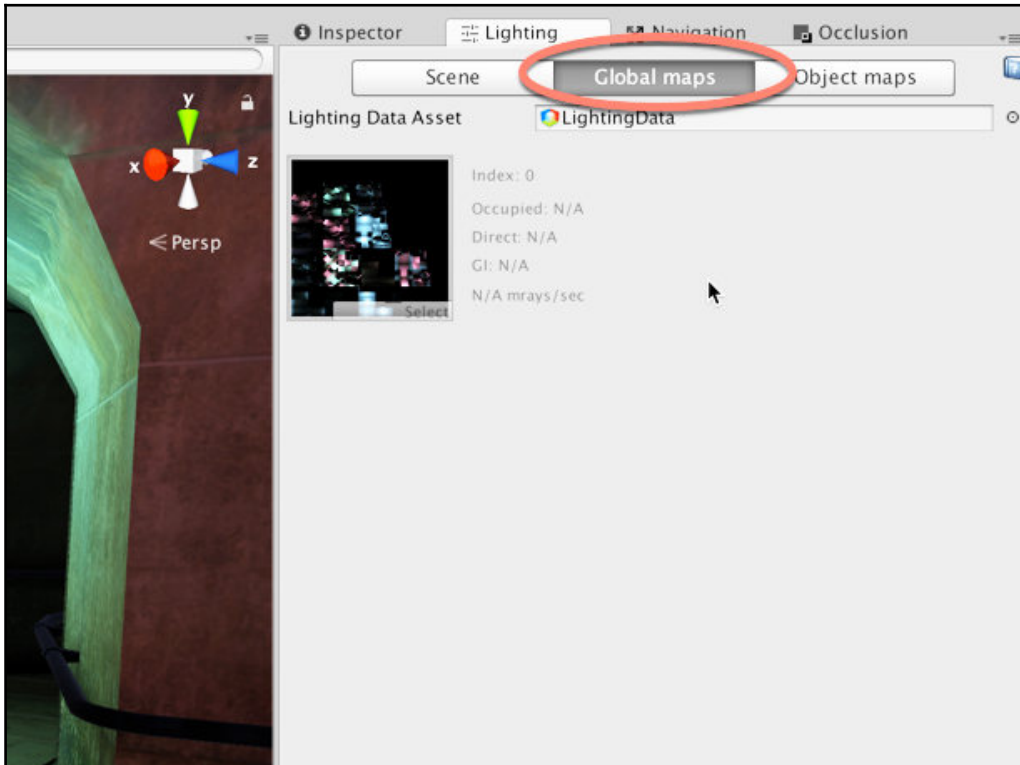 Inspector Lighting Navigation Occlusion
Scene Global maps Object maps
Lighting Data Asset LightingData
y
x z
Persp
Index: 0
Occupied: N/A
Direct: N/A
GI: N/A
N/A mrays/sec
Select